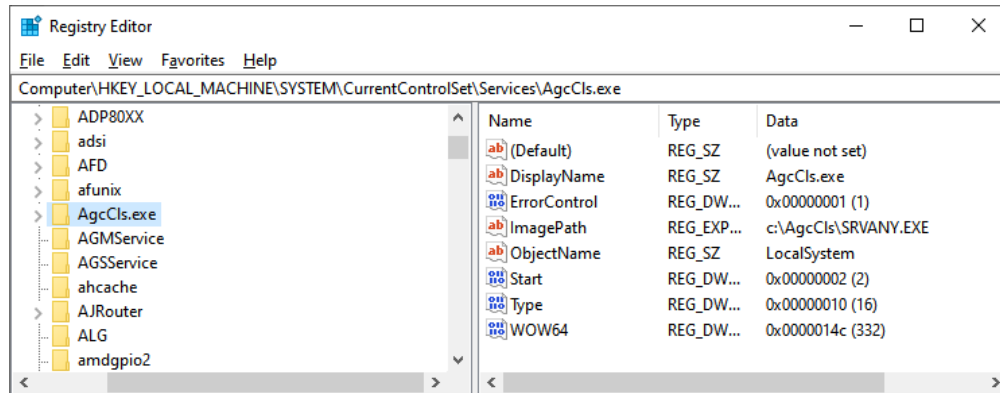 Registry Editor
File Edit View Favorites Help
Computer\HKEY_LOCAL_MACHINE\SYSTEM\CurrentControlSet\Services\AgcCls.exe
ADP80XX
adsi
AFD
afunix
AgcCls.exe
AGMService
AGSService
ahcache
AJRouter
ALG
amdgpio2
Name Type Data
(Default) REG_SZ (value not set)
DisplayName REG_SZ AgcCls.exe
ErrorControl REG_DW... 0x00000001 (1)
ImagePath REG_EXP... c:\AgcCls\SRVANY.EXE
ObjectName REG_SZ LocalSystem
Start REG_DW... 0x00000002 (2)
Type REG_DW... 0x00000010 (16)
WOW64 REG_DW... 0x0000014c (332)